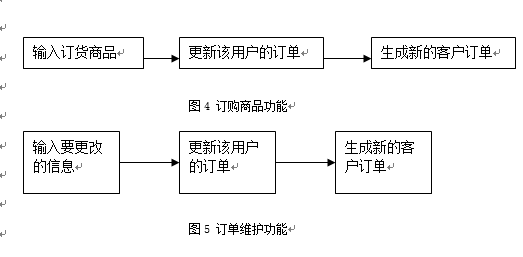 输入订货商品
更新该用户的订单
生成新的客户订单
图 4 订购商品功能
输入要更改
的信息
更新该用户
的订单
生成新的客
户订单
图 5 订单维护功能